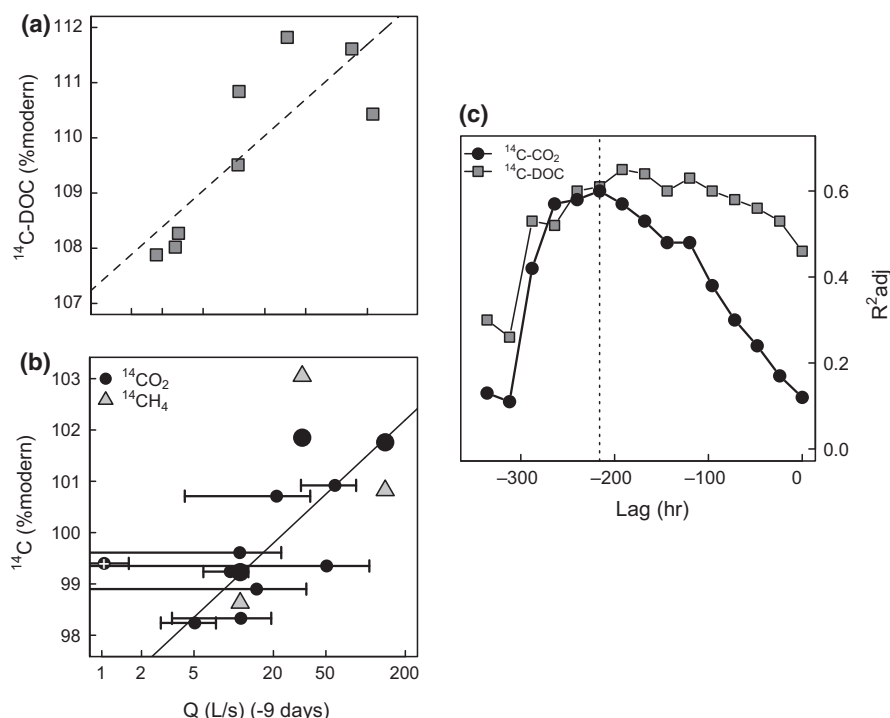 (a)
112
111
110
109
108
107
¹⁴C-DOC (%modern)
(b)
¹⁴CO₂
¹⁴CH₄
103
102
101
100
99
98
¹⁴C (%modern)
1 2 5 20 50 200
Q (L/s) (-9 days)
(c)
¹⁴C-CO₂
¹⁴C-DOC
0.6
0.4
0.2
0.0
R²adj
−300 −200 −100 0
Lag (hr)